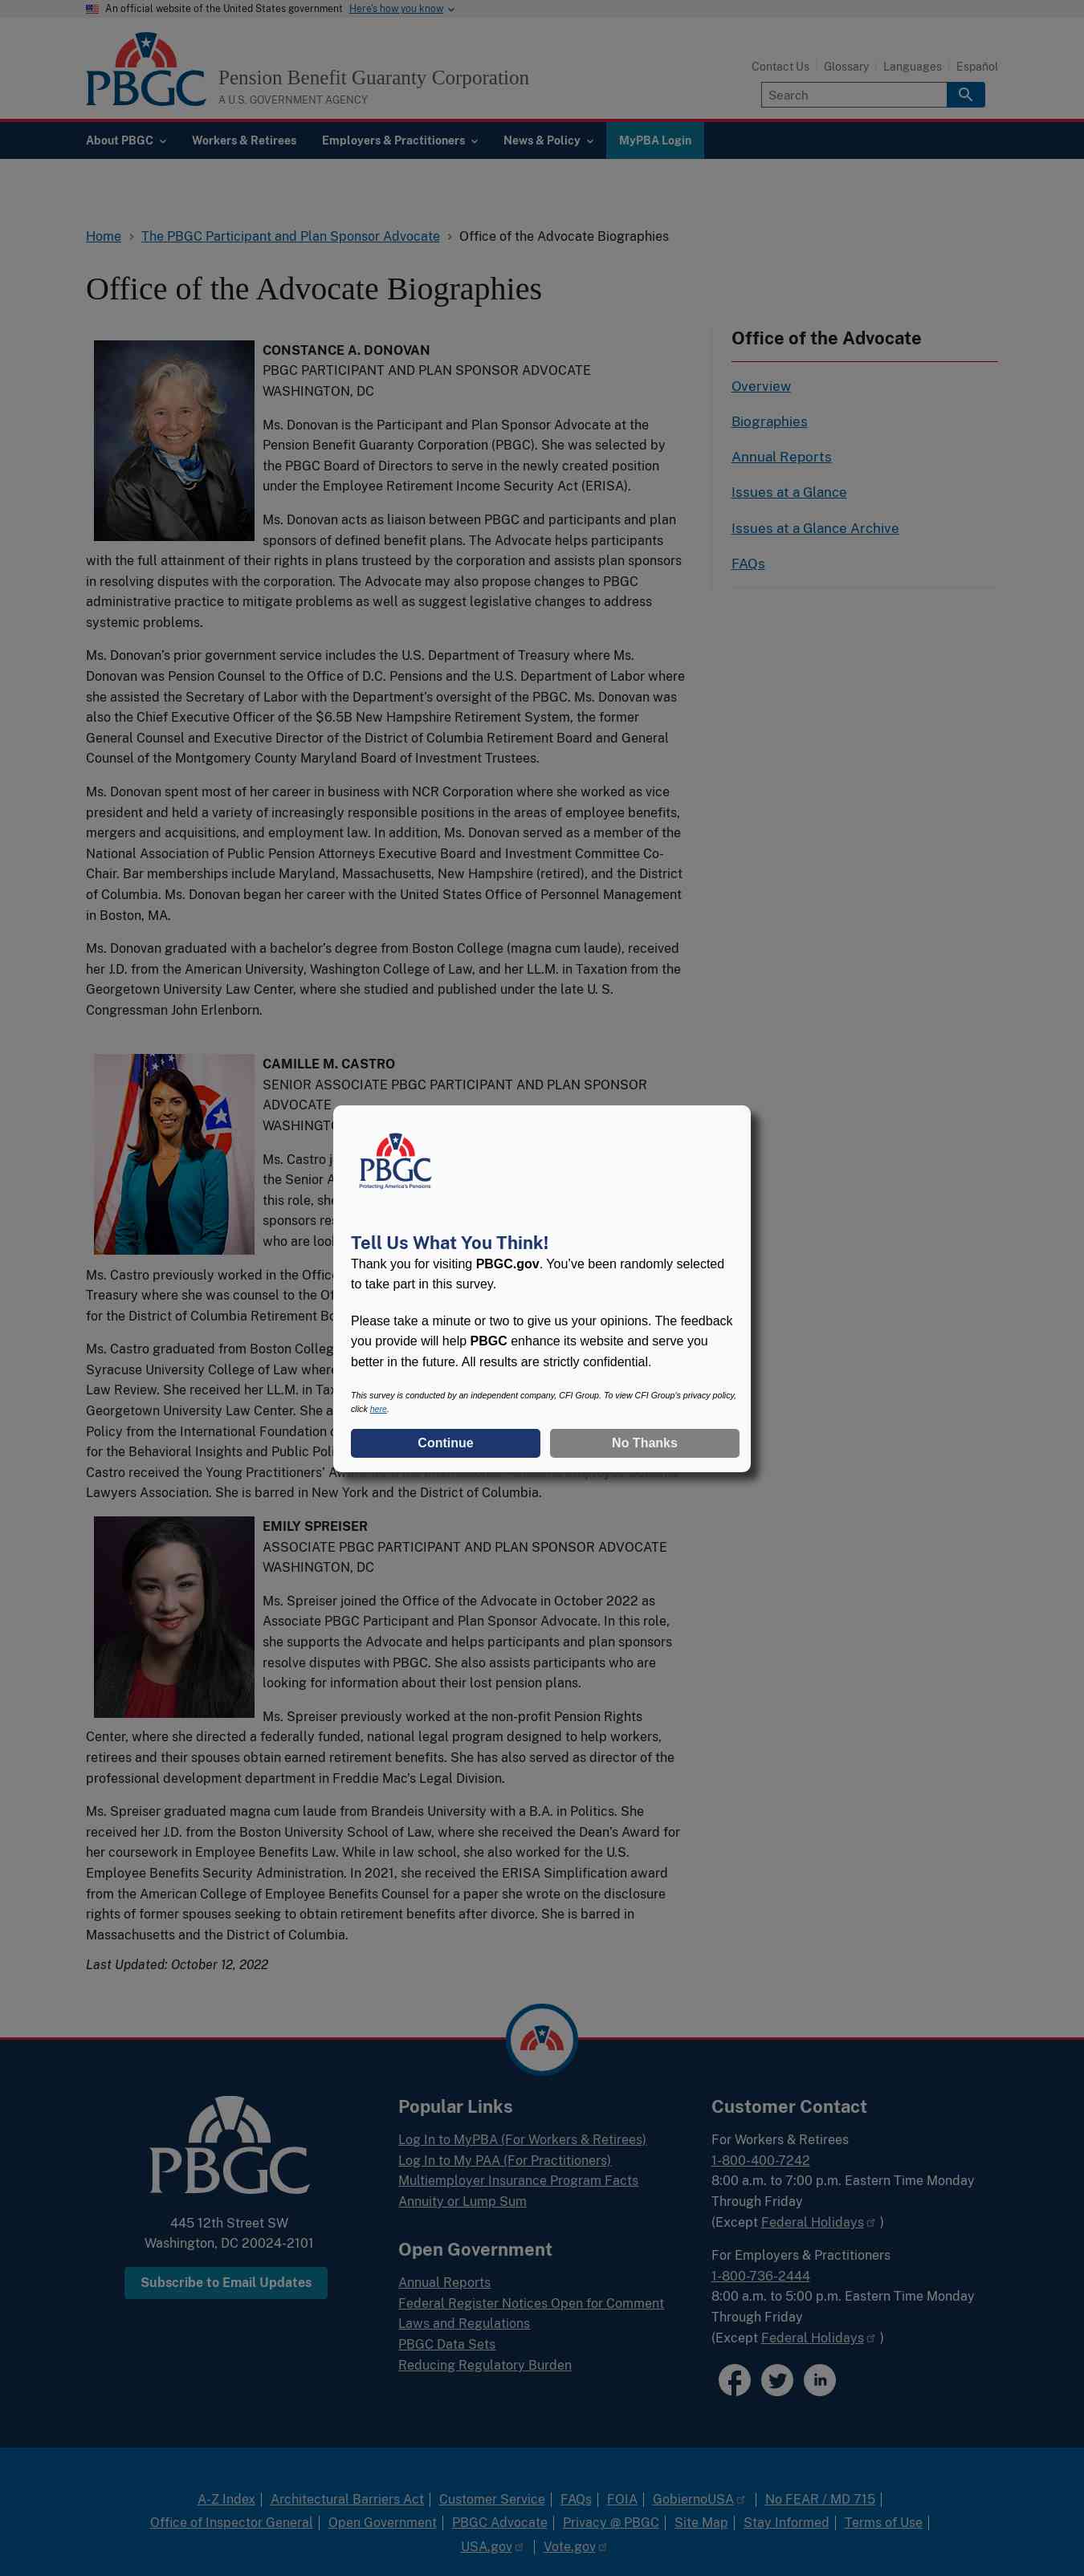 An official website of the United States government Here's how you know
PBGC
Pension Benefit Guaranty Corporation
A U.S. GOVERNMENT AGENCY
Contact Us Glossary Languages Español
Search
About PBGC Workers & Retirees Employers & Practitioners News & Policy MyPBA Login
Home > The PBGC Participant and Plan Sponsor Advocate > Office of the Advocate Biographies
Office of the Advocate Biographies
CONSTANCE A. DONOVAN
PBGC PARTICIPANT AND PLAN SPONSOR ADVOCATE
WASHINGTON, DC
Ms. Donovan is the Participant and Plan Sponsor Advocate at the
Pension Benefit Guaranty Corporation (PBGC). She was selected by
the PBGC Board of Directors to serve in the newly created position
under the Employee Retirement Income Security Act (ERISA).
Ms. Donovan acts as liaison between PBGC and participants and plan
sponsors of defined benefit plans. The Advocate helps participants
with the full attainment of their rights in plans trusteed by the corporation and assists plan sponsors
in resolving disputes with the corporation. The Advocate may also propose changes to PBGC
administrative practice to mitigate problems as well as suggest legislative changes to address
systemic problems.
Ms. Donovan's prior government service includes the U.S. Department of Treasury where Ms.
Donovan was Pension Counsel to the Office of D.C. Pensions and the U.S. Department of Labor where
she assisted the Secretary of Labor with the Department's oversight of the PBGC. Ms. Donovan was
also the Chief Executive Officer of the $6.5B New Hampshire Retirement System, the former
General Counsel and Executive Director of the District of Columbia Retirement Board and General
Counsel of the Montgomery County Maryland Board of Investment Trustees.
Ms. Donovan spent most of her career in business with NCR Corporation where she worked as vice
president and held a variety of increasingly responsible positions in the areas of employee benefits,
mergers and acquisitions, and employment law. In addition, Ms. Donovan served as a member of the
National Association of Public Pension Attorneys Executive Board and Investment Committee Co-
Chair. Bar memberships include Maryland, Massachusetts, New Hampshire (retired), and the District
of Columbia. Ms. Donovan began her career with the United States Office of Personnel Management
in Boston, MA.
Ms. Donovan graduated with a bachelor's degree from Boston College (magna cum laude), received
her J.D. from the American University, Washington College of Law, and her LL.M. in Taxation from the
Georgetown University Law Center, where she studied and published under the late U. S.
Congressman John Erlenborn.
Office of the Advocate
Overview
Biographies
Annual Reports
Issues at a Glance
Issues at a Glance Archive
FAQs
CAMILLE M. CASTRO
SENIOR ASSOCIATE PBGC PARTICIPANT AND PLAN SPONSOR
ADVOCATE
WASHINGTO
Ms. Castro
the Senior A
this role, she
sponsors res
who are look
Ms. Castro previously worked in the Office
Treasury where she was counsel to the Of
for the District of Columbia Retirement Bo
Ms. Castro graduated from Boston Colleg
Syracuse University College of Law where
Law Review. She received her LL.M. in Tax
Georgetown University Law Center. She a
Policy from the International Foundation o
for the Behavioral Insights and Public Poli
Castro received the Young Practitioners'
Lawyers Association. She is barred in New York and the District of Columbia.
PBGC
Protecting America's Pensions
Tell Us What You Think!
Thank you for visiting PBGC.gov. You've been randomly selected
to take part in this survey.
Please take a minute or two to give us your opinions. The feedback
you provide will help PBGC enhance its website and serve you
better in the future. All results are strictly confidential.
This survey is conducted by an independent company, CFI Group. To view CFI Group's privacy policy,
click here.
Continue No Thanks
EMILY SPREISER
ASSOCIATE PBGC PARTICIPANT AND PLAN SPONSOR ADVOCATE
WASHINGTON, DC
Ms. Spreiser joined the Office of the Advocate in October 2022 as
Associate PBGC Participant and Plan Sponsor Advocate. In this role,
she supports the Advocate and helps participants and plan sponsors
resolve disputes with PBGC. She also assists participants who are
looking for information about their lost pension plans.
Ms. Spreiser previously worked at the non-profit Pension Rights
Center, where she directed a federally funded, national legal program designed to help workers,
retirees and their spouses obtain earned retirement benefits. She has also served as director of the
professional development department in Freddie Mac's Legal Division.
Ms. Spreiser graduated magna cum laude from Brandeis University with a B.A. in Politics. She
received her J.D. from the Boston University School of Law, where she received the Dean's Award for
her coursework in Employee Benefits Law. While in law school, she also worked for the U.S.
Employee Benefits Security Administration. In 2021, she received the ERISA Simplification award
from the American College of Employee Benefits Counsel for a paper she wrote on the disclosure
rights of former spouses seeking to obtain retirement benefits after divorce. She is barred in
Massachusetts and the District of Columbia.
Last Updated: October 12, 2022
PBGC
445 12th Street SW
Washington, DC 20024-2101
Subscribe to Email Updates
Popular Links
Log In to MyPBA (For Workers & Retirees)
Log In to My PAA (For Practitioners)
Multiemployer Insurance Program Facts
Annuity or Lump Sum
Open Government
Annual Reports
Federal Register Notices Open for Comment
Laws and Regulations
PBGC Data Sets
Reducing Regulatory Burden
Customer Contact
For Workers & Retirees
1-800-400-7242
8:00 a.m. to 7:00 p.m. Eastern Time Monday
Through Friday
(Except Federal Holidays )
For Employers & Practitioners
1-800-736-2444
8:00 a.m. to 5:00 p.m. Eastern Time Monday
Through Friday
(Except Federal Holidays )
in
A-Z Index | Architectural Barriers Act | Customer Service | FAQs | FOIA | GobiernoUSA | No FEAR / MD 715 |
Office of Inspector General | Open Government | PBGC Advocate | Privacy @ PBGC | Site Map | Stay Informed | Terms of Use |
USA.gov | Vote.gov